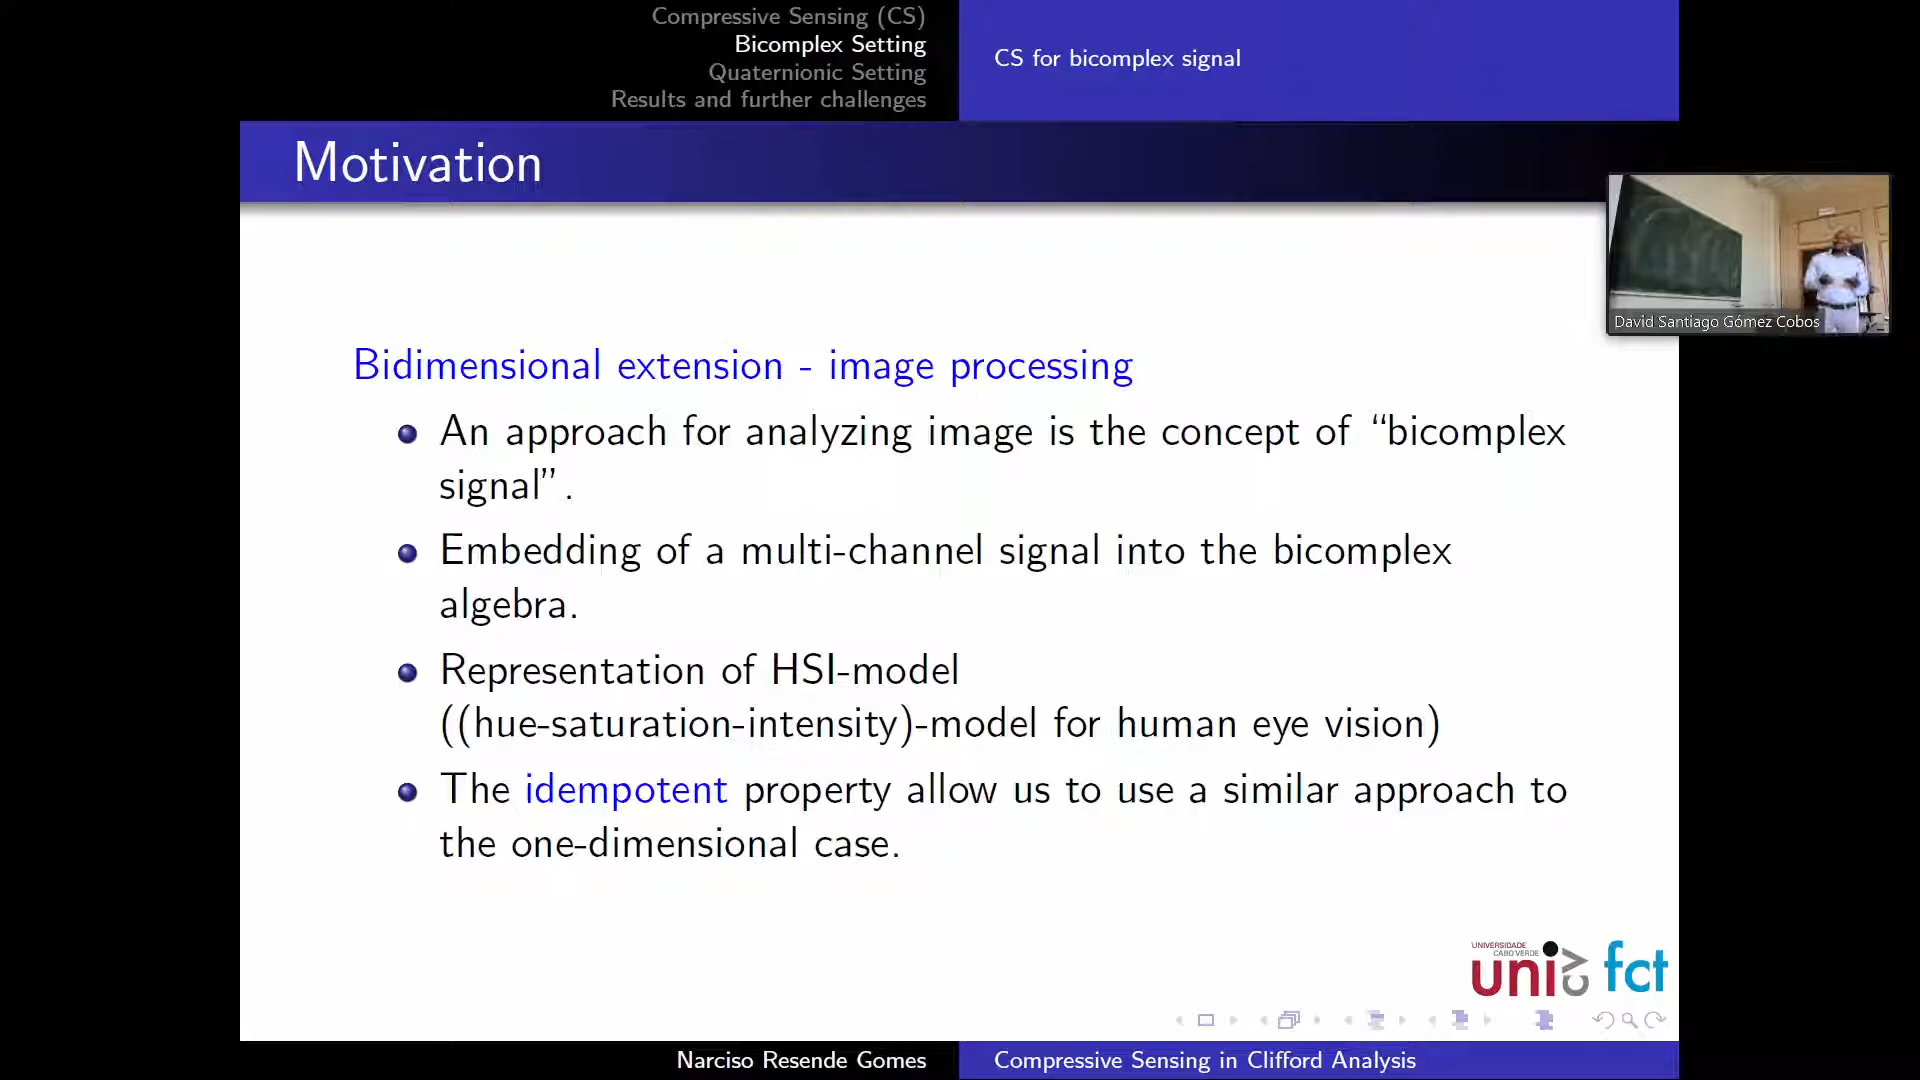 Compressive Sensing (CS)
Bicomplex Setting
Quaternionic Setting
Results and further challenges
CS for bicomplex signal
Motivation
David Santiago Gómez Cobos
Bidimensional extension - image processing
An approach for analyzing image is the concept of “bicomplex
signal”.
Embedding of a multi-channel signal into the bicomplex
algebra.
Representation of HSI-model
((hue-saturation-intensity)-model for human eye vision)
The idempotent property allow us to use a similar approach to
the one-dimensional case.
UNIVERSIDADE
CABO VERDE
uni cv
fct
Narciso Resende Gomes
Compressive Sensing in Clifford Analysis